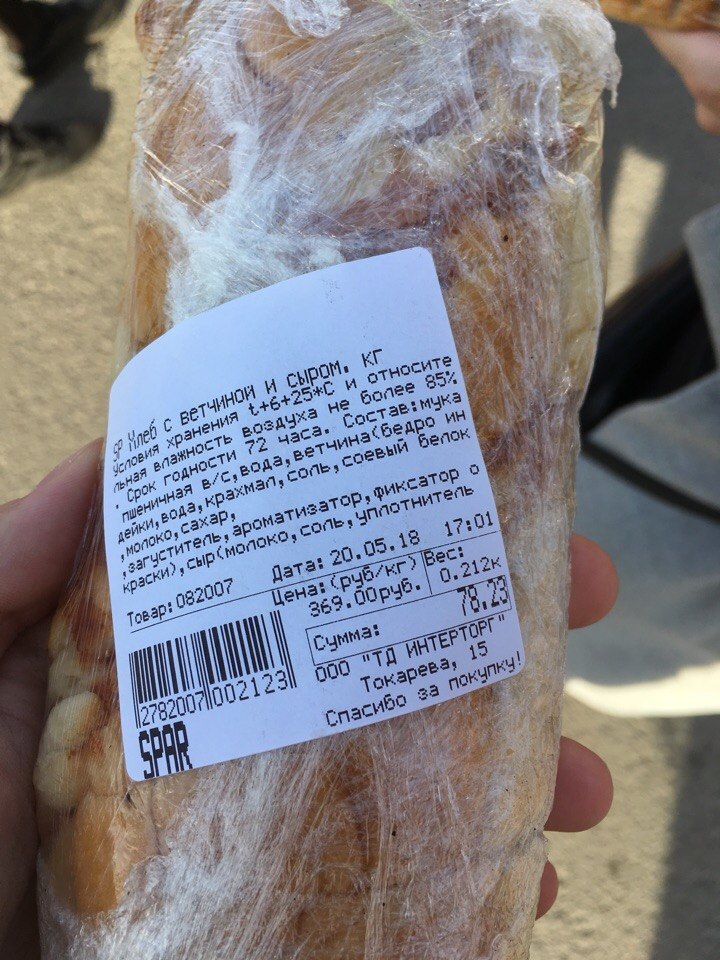 SP Хлеб с ветчиной и сыром, кг
Условия хранения t+6+25*С и относите
льная влажность воздуха не более 85%
. Срок годности 72 часа. Состав:мука
пшеничная в/с,вода,ветчина(бедро ин
дейки,вода,крахмал,соль,соевый белок
,молоко,сахар,
,загуститель,ароматизатор,фиксатор о
краски),сыр(молоко,соль,уплотнитель
Товар:082007 Дата: 20.05.18 17:01
Цена:(руб/кг) Вес:
369.00руб. 0.212к
Сумма: 78.23
2782007 002123
ООО "ТД ИНТЕРТОРГ"
Токарева, 15
Спасибо за покупку!
SPAR